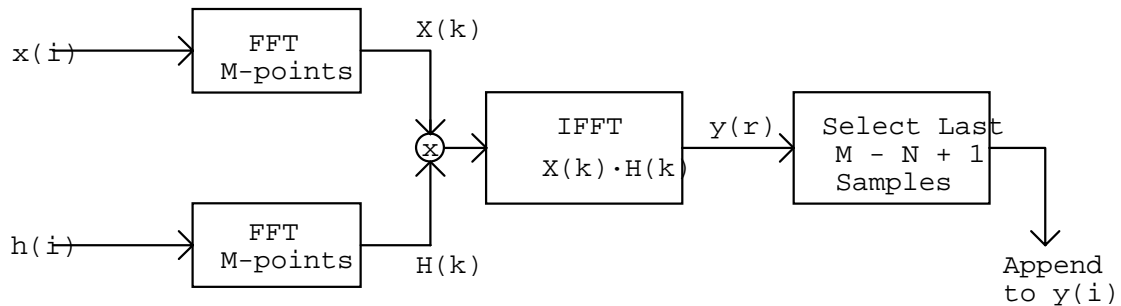 x(i)
FFT
M-points
X(k)
x
h(i)
FFT
M-points
H(k)
IFFT
X(k)·H(k)
y(r)
Select Last
M - N + 1
Samples
Append
to y(i)